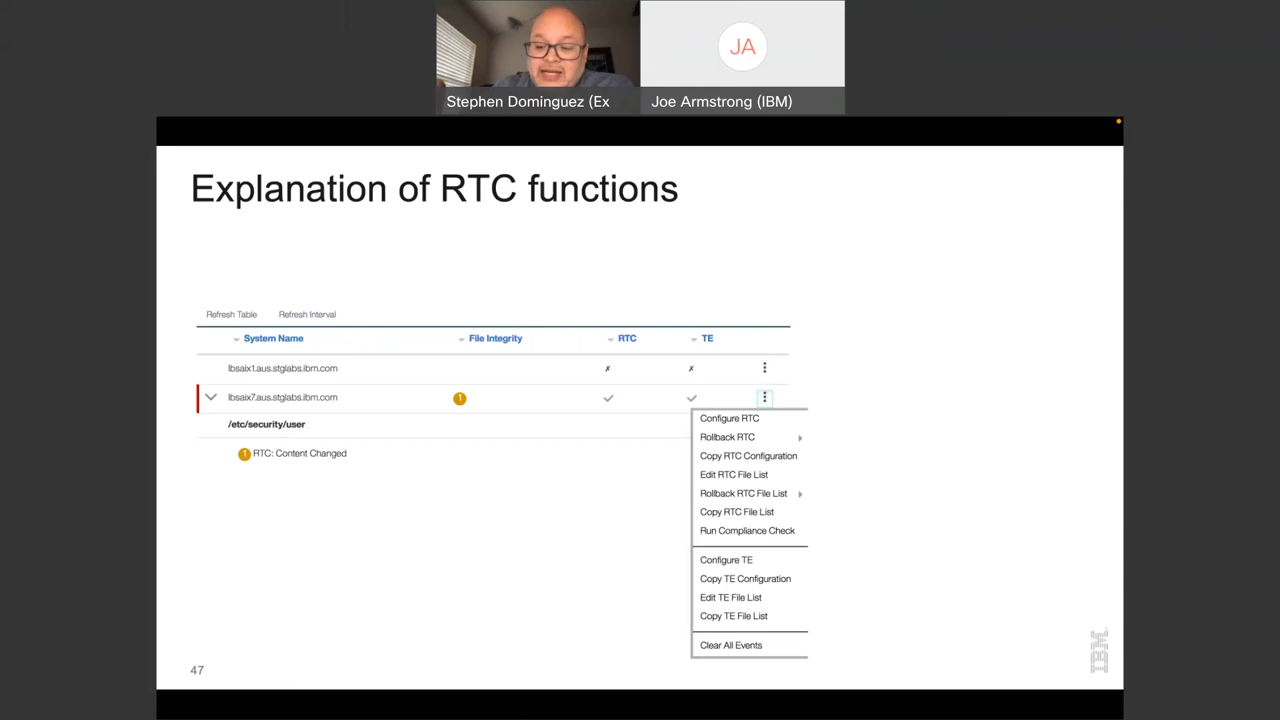 JA
Stephen Dominguez (Ex
Joe Armstrong (IBM)
Explanation of RTC functions
Refresh Table Refresh Interval
System Name File Integrity RTC TE
lbsaix1.aus.stglabs.ibm.com ✗ ✗
lbsaix7.aus.stglabs.ibm.com 1 ✓ ✓
/etc/security/user
1 RTC: Content Changed
Configure RTC
Rollback RTC
Copy RTC Configuration
Edit RTC File List
Rollback RTC File List
Copy RTC File List
Run Compliance Check
Configure TE
Copy TE Configuration
Edit TE File List
Copy TE File List
Clear All Events
47
IBM